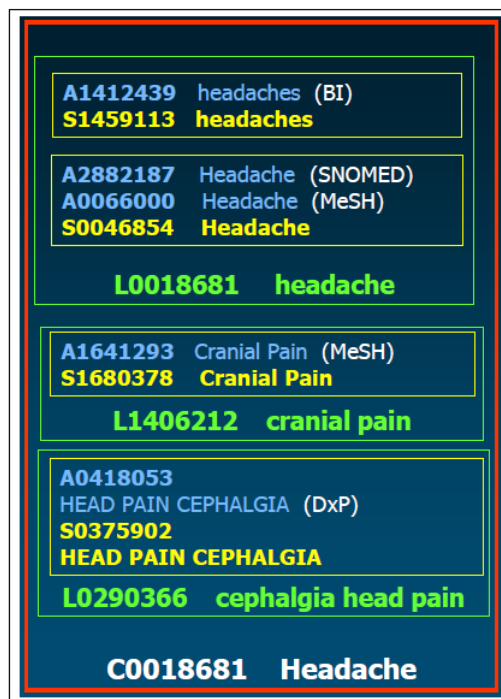 A1412439 headaches (BI)
S1459113 headaches
A2882187 Headache (SNOMED)
A0066000 Headache (MeSH)
S0046854 Headache
L0018681 headache
A1641293 Cranial Pain (MeSH)
S1680378 Cranial Pain
L1406212 cranial pain
A0418053
HEAD PAIN CEPHALGIA (DxP)
S0375902
HEAD PAIN CEPHALGIA
L0290366 cephalgia head pain
C0018681 Headache